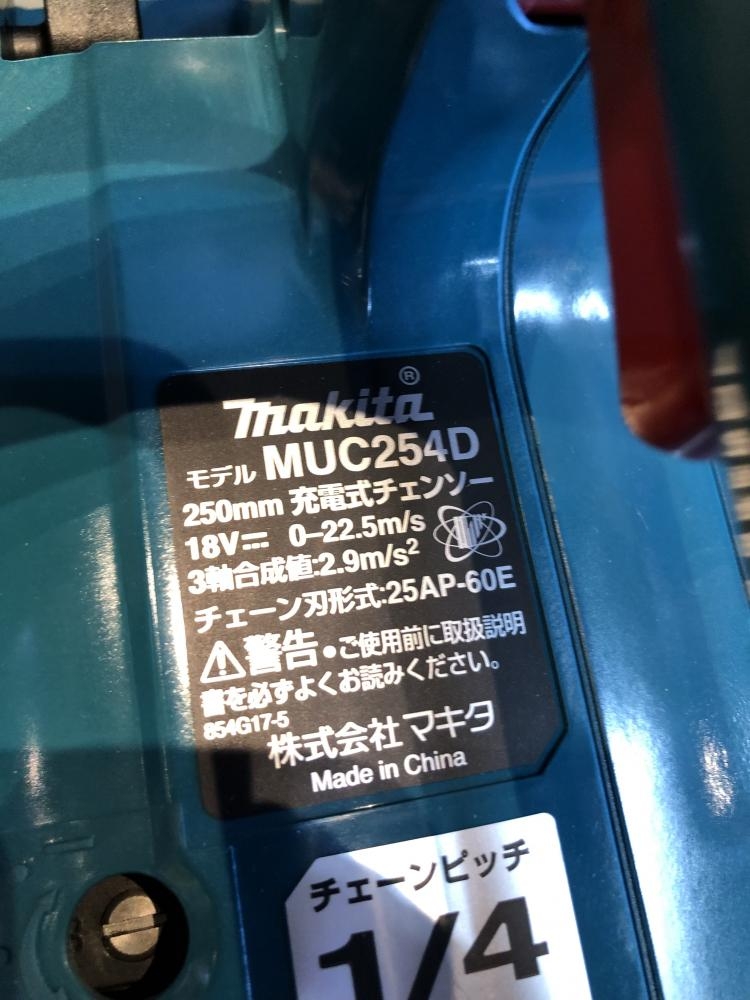 makita®
モデル MUC254D
250mm 充電式チェンソー
18V⎓ 0–22.5m/s
3軸合成値:2.9m/s²
チェーン刃形式:25AP-60E
⚠警告・ご使用前に取扱説明
書を必ずよくお読みください。
854G17-5
株式会社マキタ
Made in China
チェーンピッチ
1/4